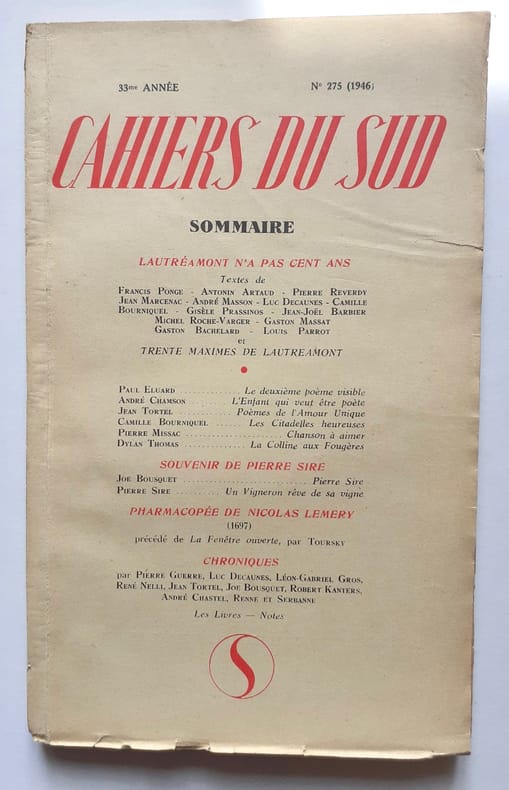 33me ANNÉE N° 275 (1946)
CAHIERS DU SUD
SOMMAIRE
LAUTRÉAMONT N'A PAS CENT ANS
Textes de
Francis Ponge - Antonin Artaud - Pierre Reverdy
Jean Marcenac - André Masson - Luc Decaunes - Camille
Bourniquel - Gisèle Prassinos - Jean-Joël Barbier
Michel Roche-Varger - Gaston Massat
Gaston Bachelard - Louis Parrot
et
TRENTE MAXIMES DE LAUTREAMONT
Paul Eluard ............... Le deuxième poème visible
André Chamson ........ L'Enfant qui veut être poète
Jean Tortel ............... Poèmes de l'Amour Unique
Camille Bourniquel ...... Les Citadelles heureuses
Pierre Missac ...................... Chanson à aimer
Dylan Thomas ................ La Colline aux Fougères
SOUVENIR DE PIERRE SIRE
Joe Bousquet ............................ Pierre Sire
Pierre Sire .......... Un Vigneron rêve de sa vigne
PHARMACOPÉE DE NICOLAS LEMERY
(1697)
précédé de La Fenêtre ouverte, par Toursky
CHRONIQUES
par Pierre Guerre, Luc Decaunes, Léon-Gabriel Gros,
René Nelli, Jean Tortel, Joe Bousquet, Robert Kanters,
André Chastel, Renne et Serbanne
Les Livres — Notes
S